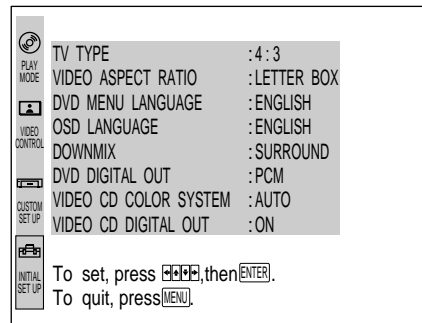 PLAY
MODE
VIDEO
CONTROL
CUSTOM
SET UP
INITIAL
SET UP
TV TYPE :4:3
VIDEO ASPECT RATIO :LETTER BOX
DVD MENU LANGUAGE :ENGLISH
OSD LANGUAGE :ENGLISH
DOWNMIX :SURROUND
DVD DIGITAL OUT :PCM
VIDEO CD COLOR SYSTEM :AUTO
VIDEO CD DIGITAL OUT :ON
To set, press ,then ENTER.
To quit, press MENU.